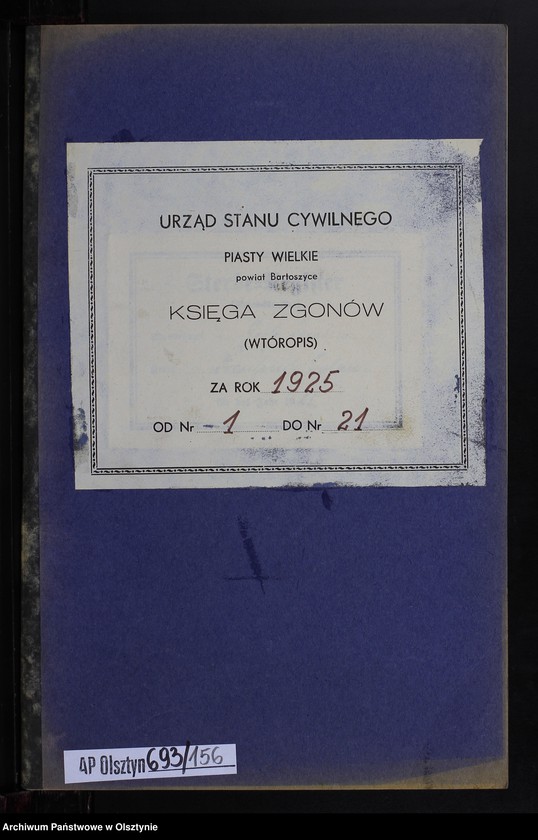 URZĄD STANU CYWILNEGO
PIASTY WIELKIE
powiat Bartoszyce
KSIĘGA ZGONÓW
(WTÓROPIS)
ZA ROK 1925
OD Nr 1 DO Nr 21
AP Olsztyn 693/156
Archiwum Państwowe w Olsztynie